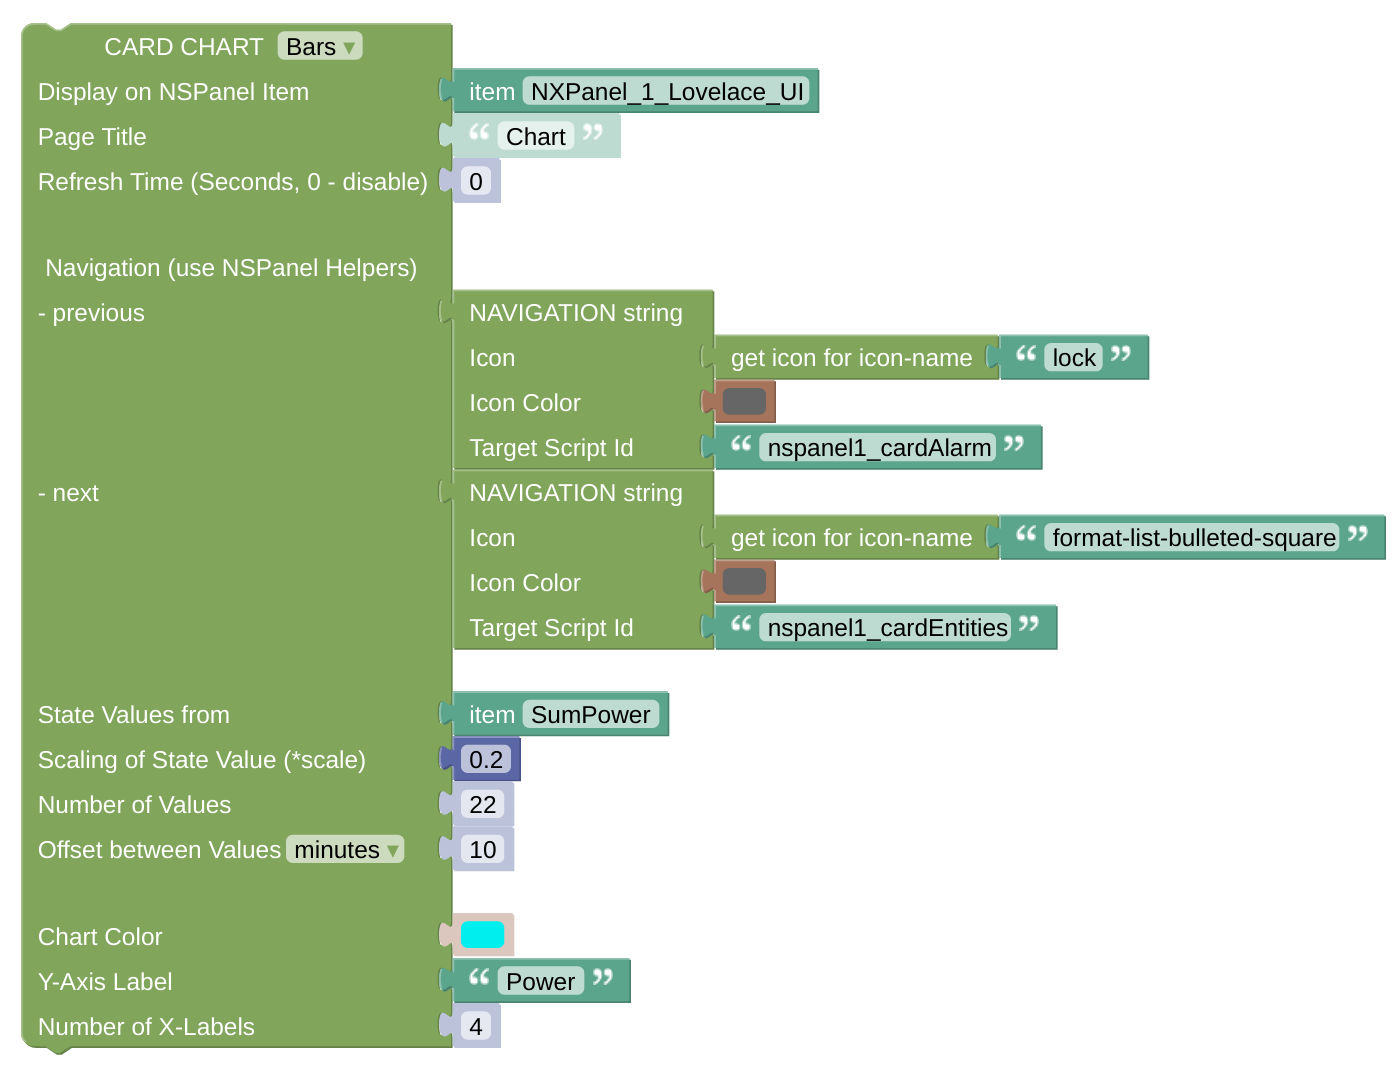 CARD CHART Bars ▾
Display on NSPanel Item item NXPanel_1_Lovelace_UI
Page Title “ Chart ”
Refresh Time (Seconds, 0 - disable) 0
Navigation (use NSPanel Helpers)
- previous NAVIGATION string
Icon get icon for icon-name “ lock ”
Icon Color
Target Script Id “ nspanel1_cardAlarm ”
- next NAVIGATION string
Icon get icon for icon-name “ format-list-bulleted-square ”
Icon Color
Target Script Id “ nspanel1_cardEntities ”
State Values from item SumPower
Scaling of State Value (*scale) 0.2
Number of Values 22
Offset between Values minutes ▾ 10
Chart Color
Y-Axis Label “ Power ”
Number of X-Labels 4